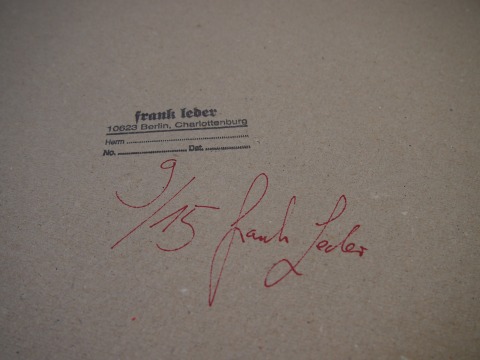 frank leder
10623 Berlin, Charlottenburg
Herrn ........................................
No. ........................ Dat. ................
9/15 frank Leder